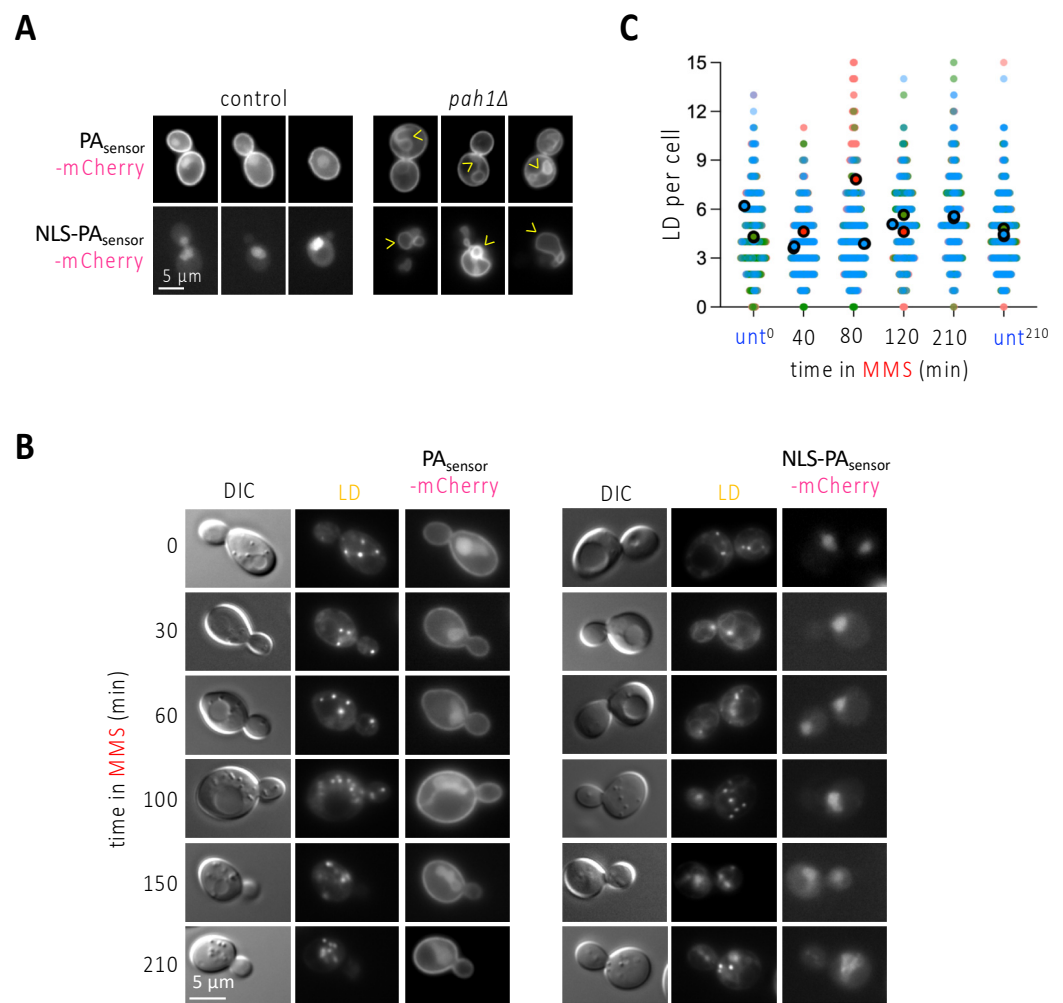 A
control
pah1Δ
PAsensor
-mCherry
NLS-PAsensor
-mCherry
5 µm
C
LD per cell
15
12
9
6
3
0
unt⁰ 40 80 120 210 unt²¹⁰
time in MMS (min)
B
DIC LD PAsensor
-mCherry
DIC LD NLS-PAsensor
-mCherry
time in MMS (min)
0
30
60
100
150
210
5 µm